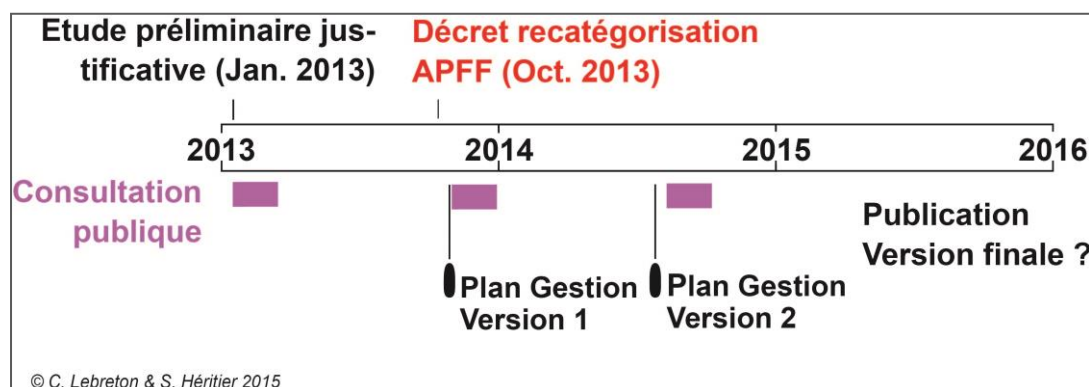 Etude préliminaire jus-
tificative (Jan. 2013)
Décret recatégorisation
APFF (Oct. 2013)
2013
2014
2015
2016
Consultation
publique
Plan Gestion
Version 1
Plan Gestion
Version 2
Publication
Version finale ?
© C. Lebreton & S. Héritier 2015